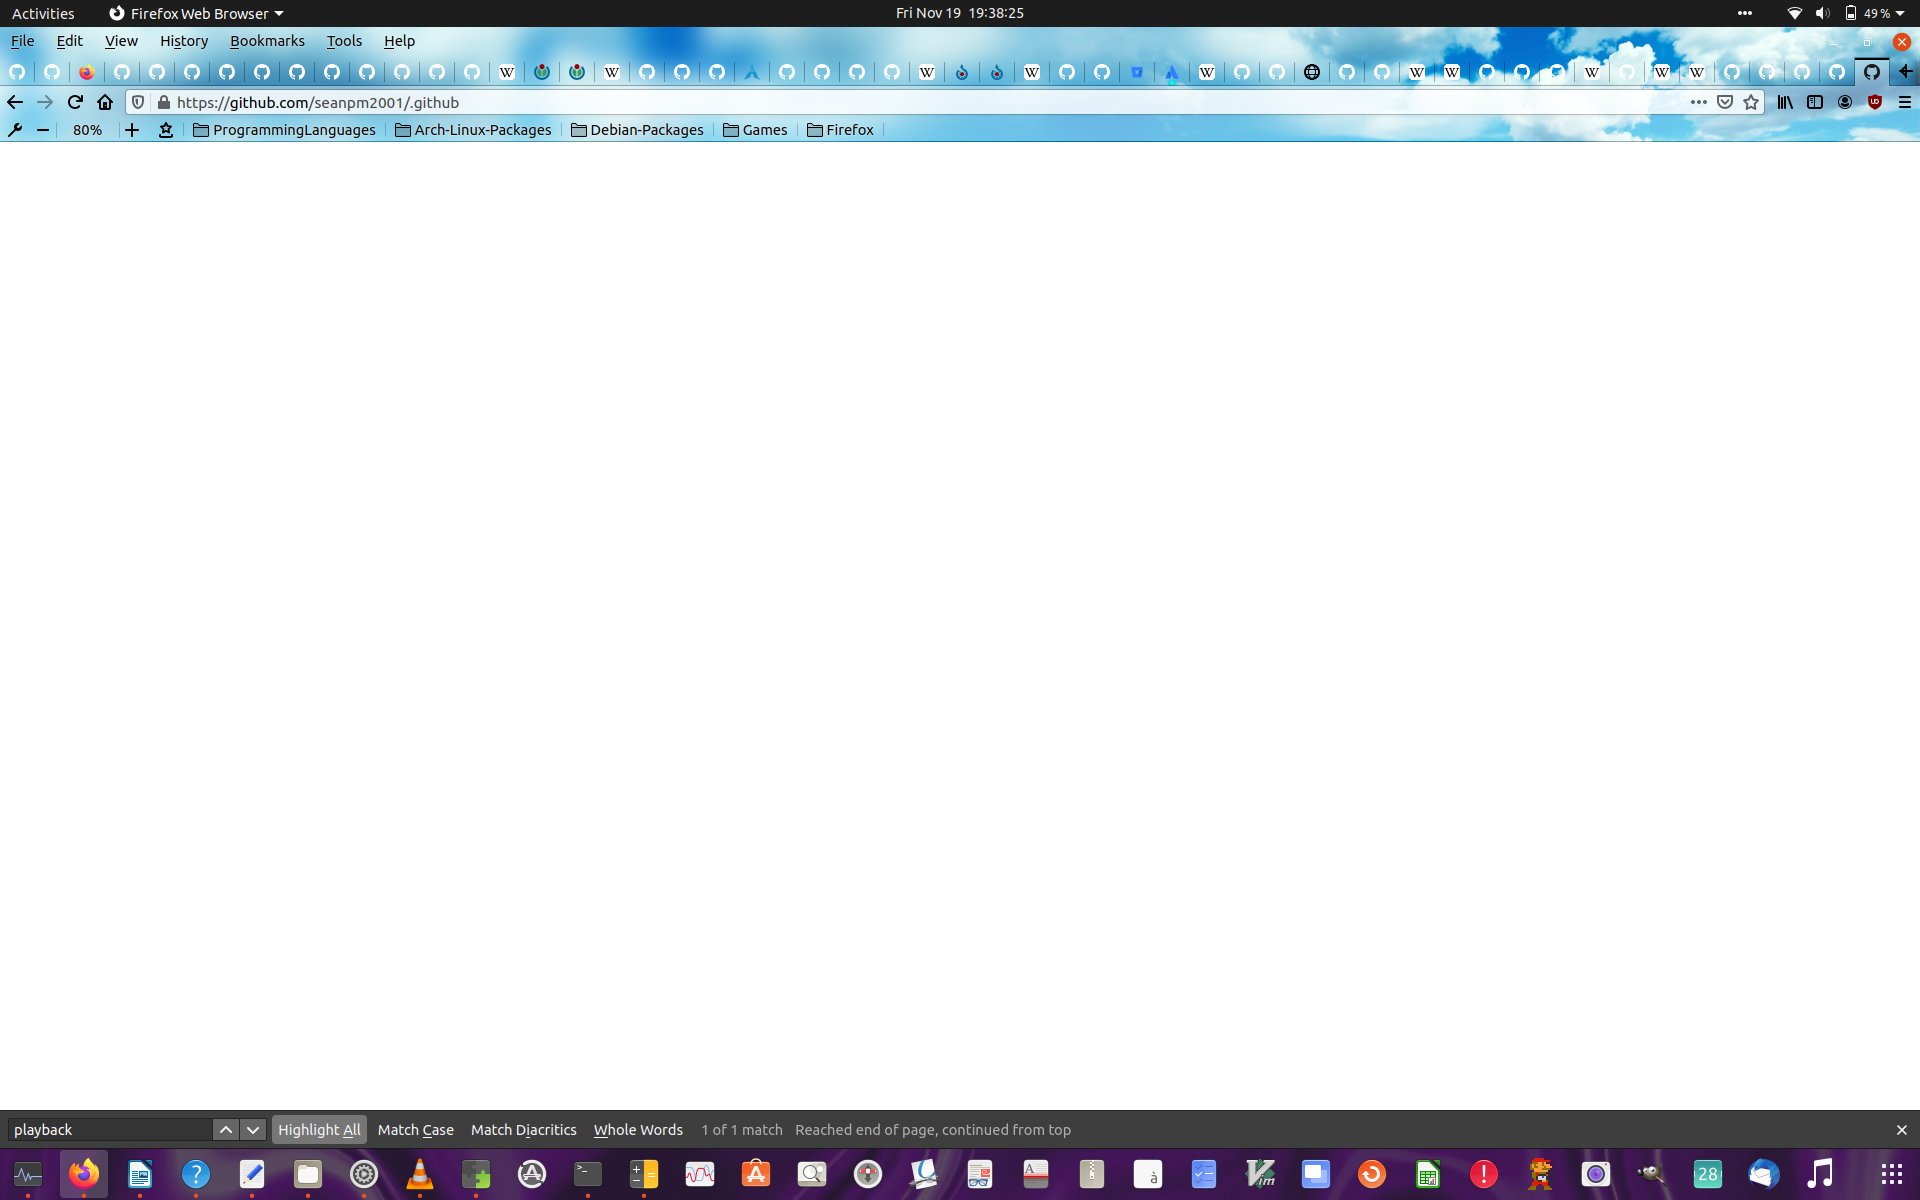 Activities Firefox Web Browser Fri Nov 19 19:38:25 49 %
File Edit View History Bookmarks Tools Help
https://github.com/seanpm2001/.github
80% ProgrammingLanguages Arch-Linux-Packages Debian-Packages Games Firefox
playback Highlight All Match Case Match Diacritics Whole Words 1 of 1 match Reached end of page, continued from top
28